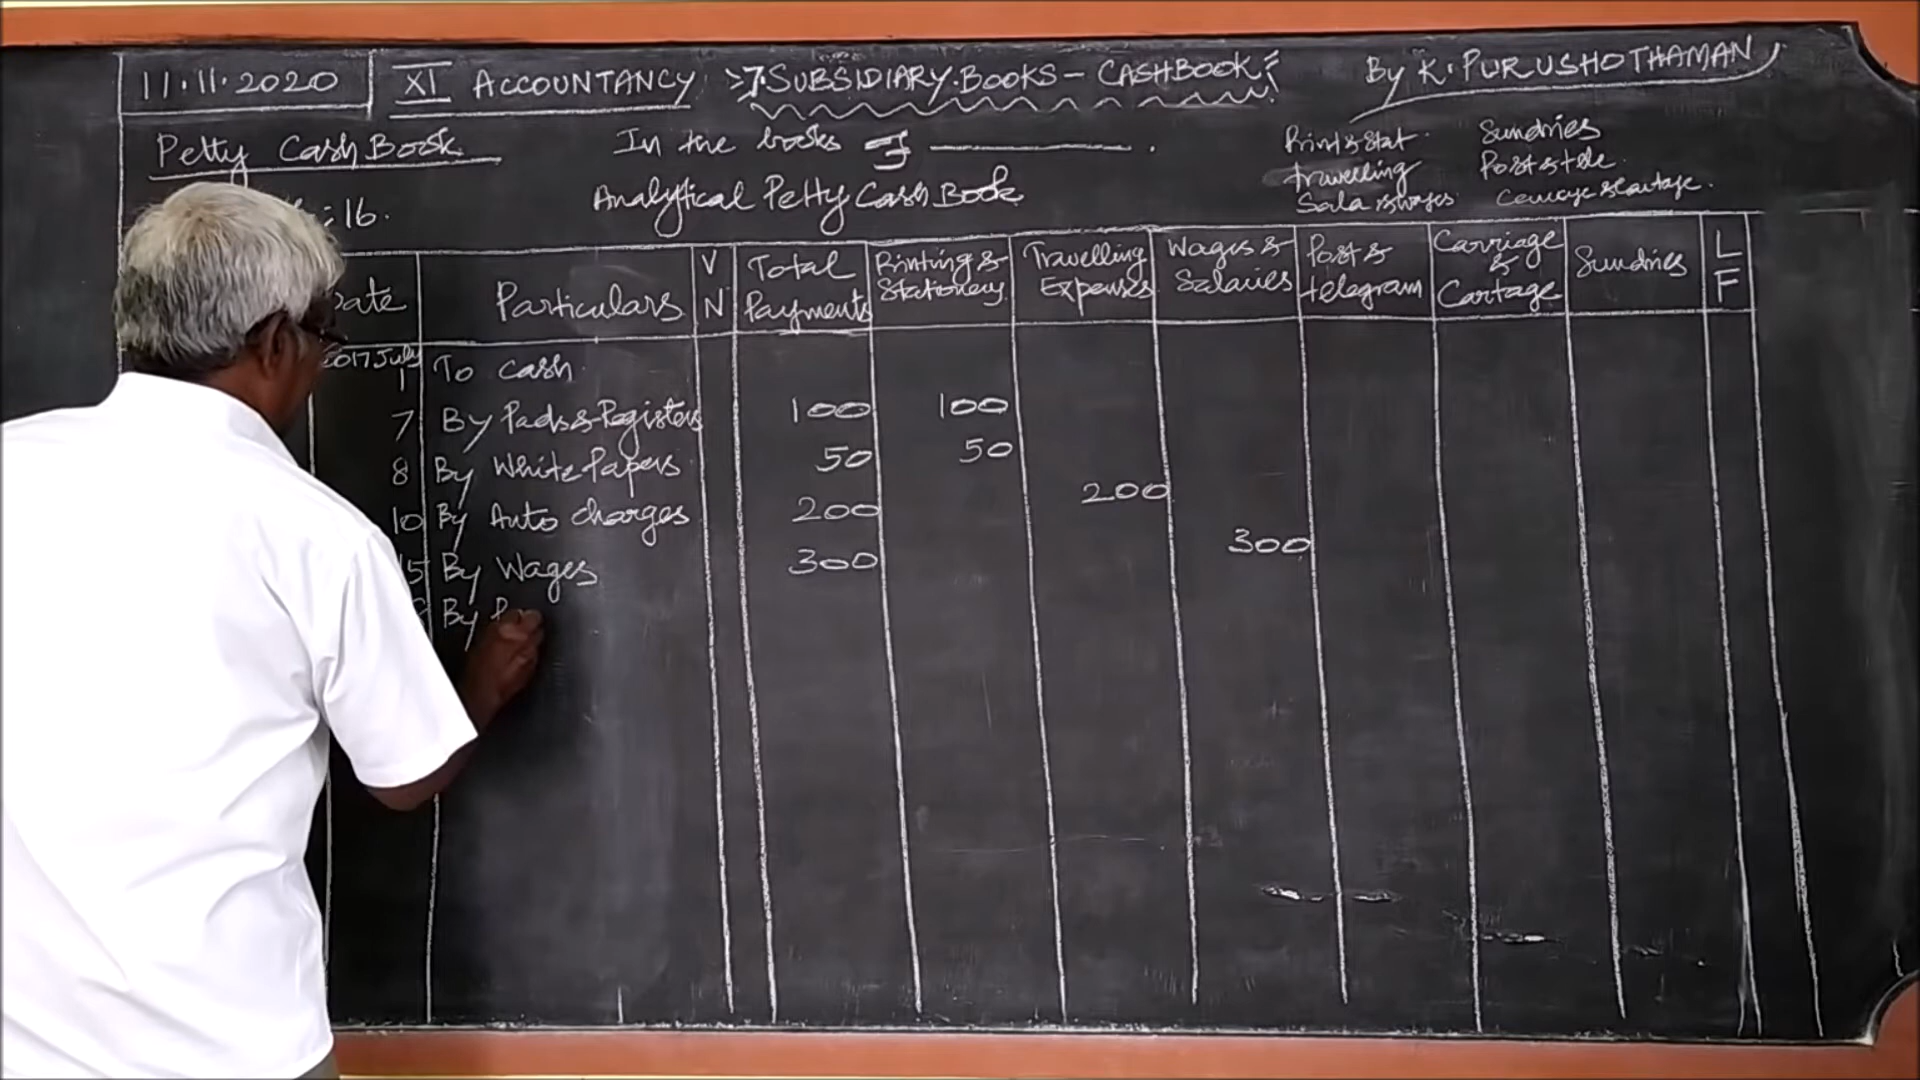 11.11.2020 XI ACCOUNTANCY 7. SUBSIDIARY BOOKS - CASHBOOK By K. PURUSHOTHAMAN
Petty Cash Book In the books of
:16. Analytical Petty Cash Book
Print & Stat Sundries
Travelling Post & tele
Sala & wages
ate Particulars V N Total Payments Printing & Stationery Travelling Expenses Wages & Salaries Post & telegram Carriage & Cartage Sundries L F
2017 July
1 To Cash
7 By Pads & Registers 100 100
8 By White Papers 50 50
10 By Auto charges 200 200
15 By Wages 300 300
By